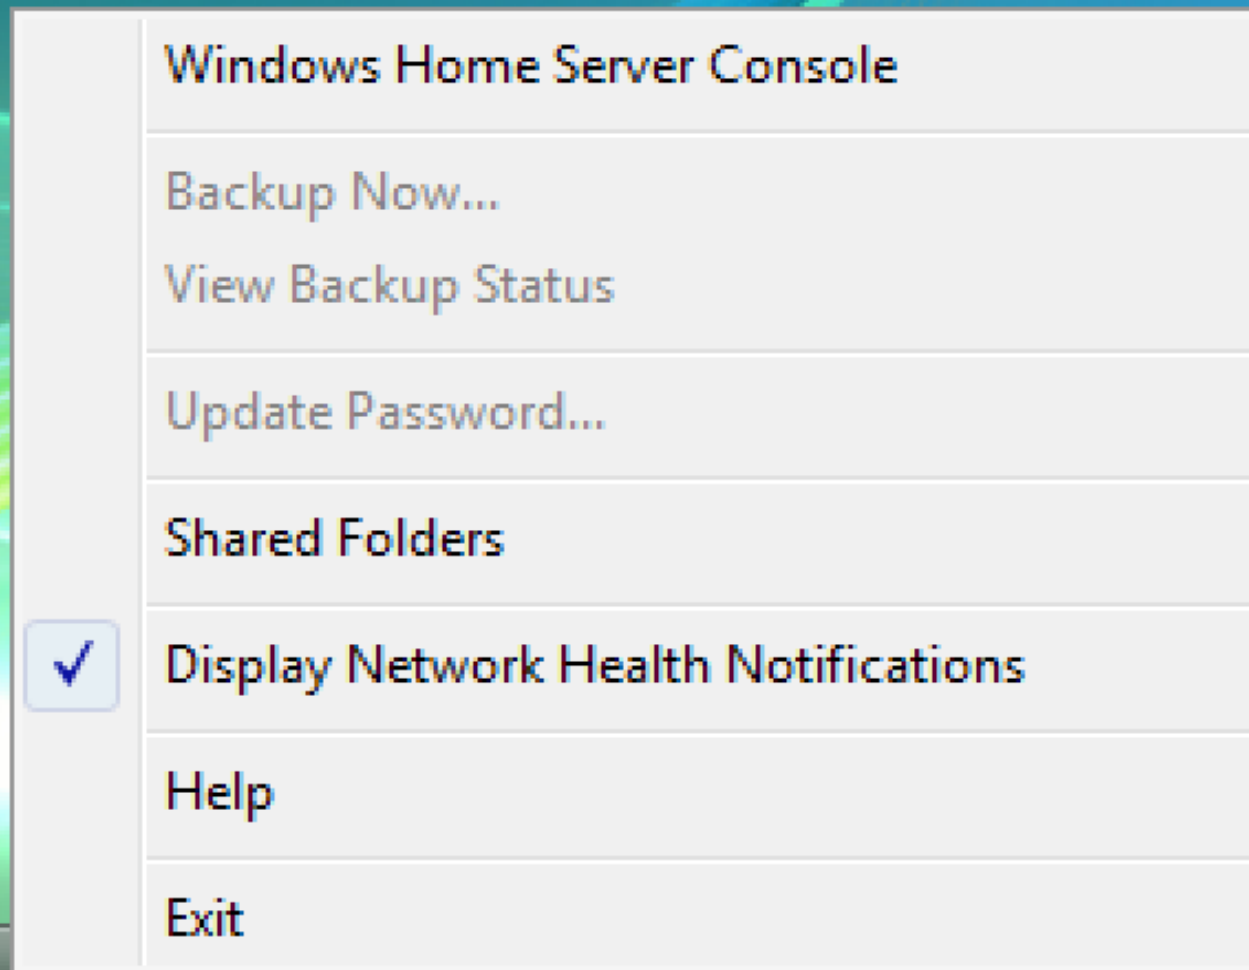 Windows Home Server Console
Backup Now...
View Backup Status
Update Password...
Shared Folders
Display Network Health Notifications
Help
Exit